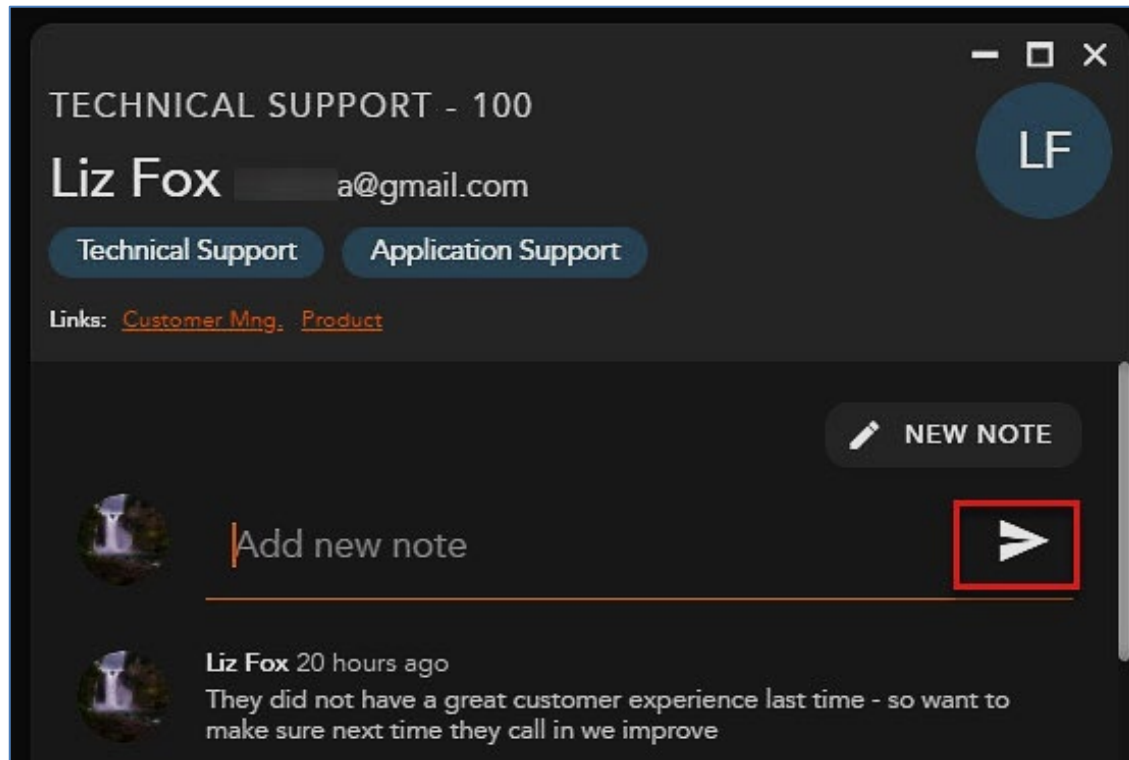 TECHNICAL SUPPORT - 100
LF
Liz Fox a@gmail.com
Technical Support Application Support
Links: Customer Mng. Product
NEW NOTE
Add new note
Liz Fox 20 hours ago
They did not have a great customer experience last time - so want to
make sure next time they call in we improve